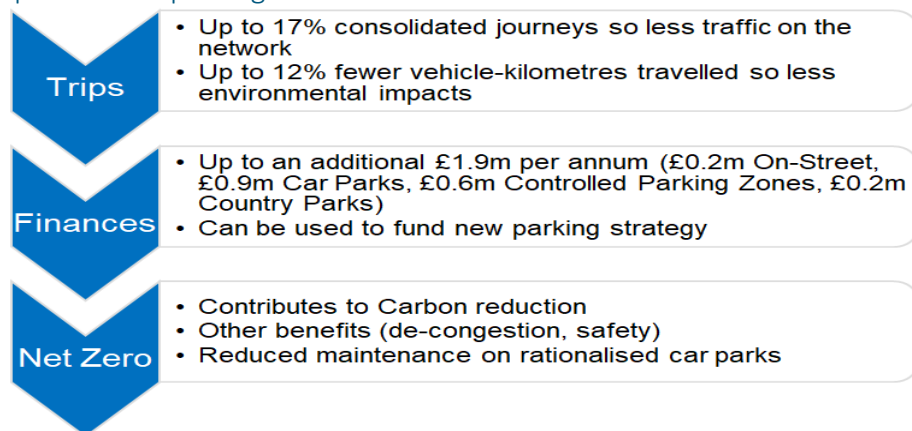 Trips
• Up to 17% consolidated journeys so less traffic on the
network
• Up to 12% fewer vehicle-kilometres travelled so less
environmental impacts
Finances
• Up to an additional £1.9m per annum (£0.2m On-Street,
£0.9m Car Parks, £0.6m Controlled Parking Zones, £0.2m
Country Parks)
• Can be used to fund new parking strategy
Net Zero
• Contributes to Carbon reduction
• Other benefits (de-congestion, safety)
• Reduced maintenance on rationalised car parks